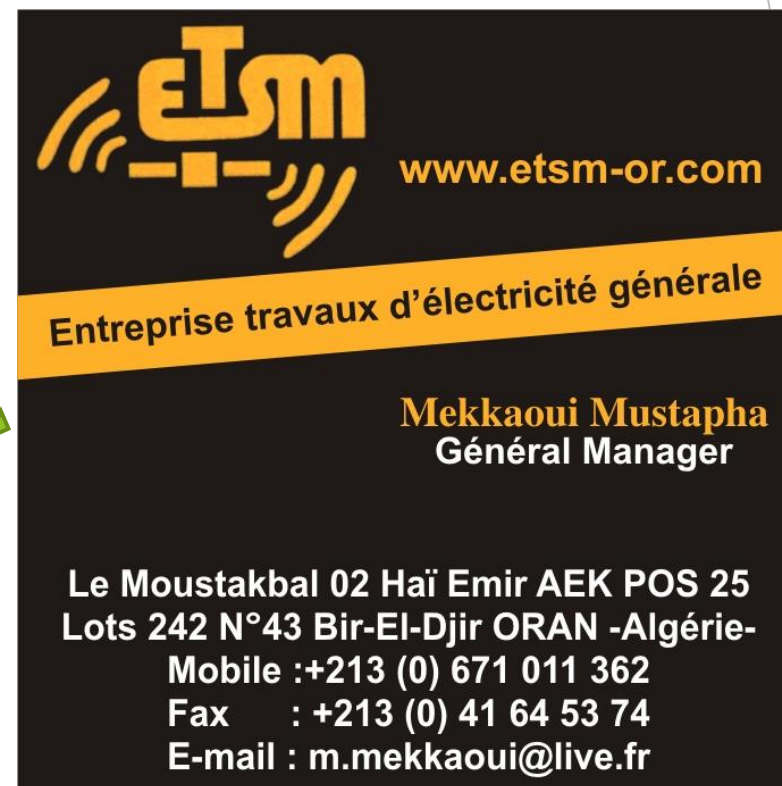 eTsm
www.etsm-or.com
Entreprise travaux d'électricité générale
Mekkaoui Mustapha
Général Manager
Le Moustakbal 02 Haï Emir AEK POS 25
Lots 242 N°43 Bir-El-Djir ORAN -Algérie-
Mobile :+213 (0) 671 011 362
Fax : +213 (0) 41 64 53 74
E-mail : m.mekkaoui@live.fr